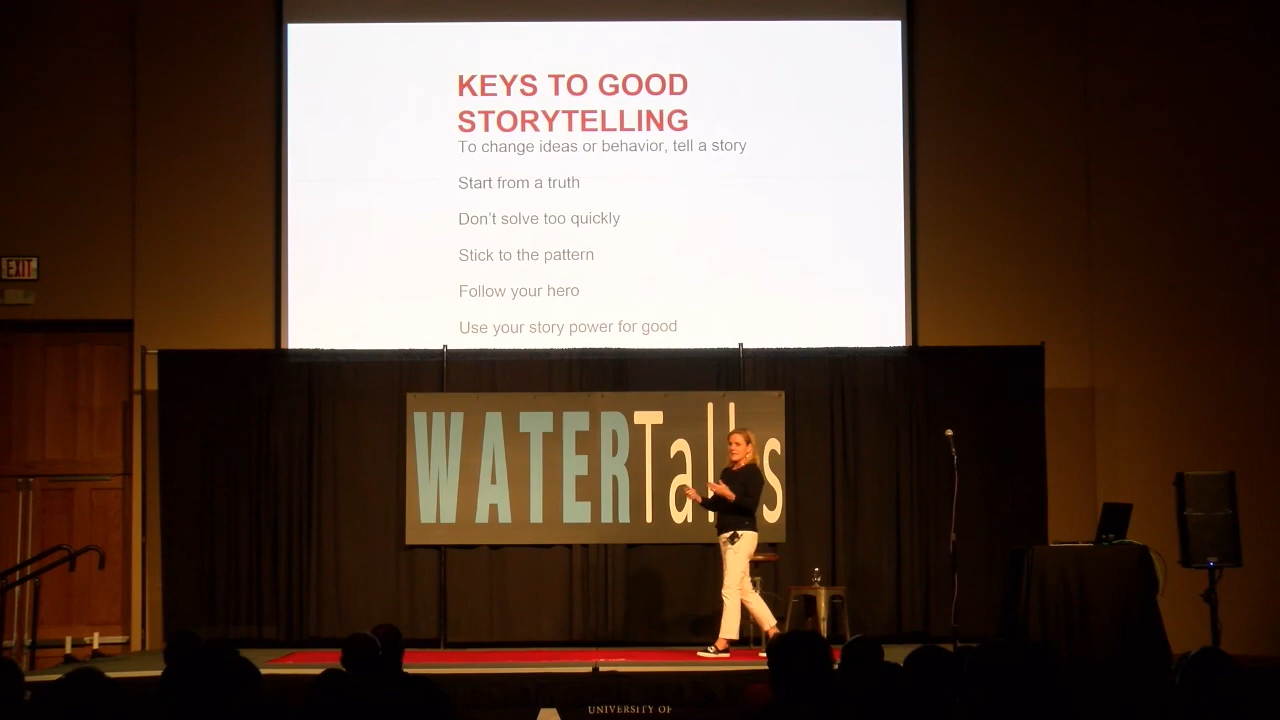 KEYS TO GOOD
STORYTELLING
To change ideas or behavior, tell a story
Start from a truth
Don't solve too quickly
Stick to the pattern
Follow your hero
Use your story power for good
EXIT
WATERTalks
UNIVERSITY OF